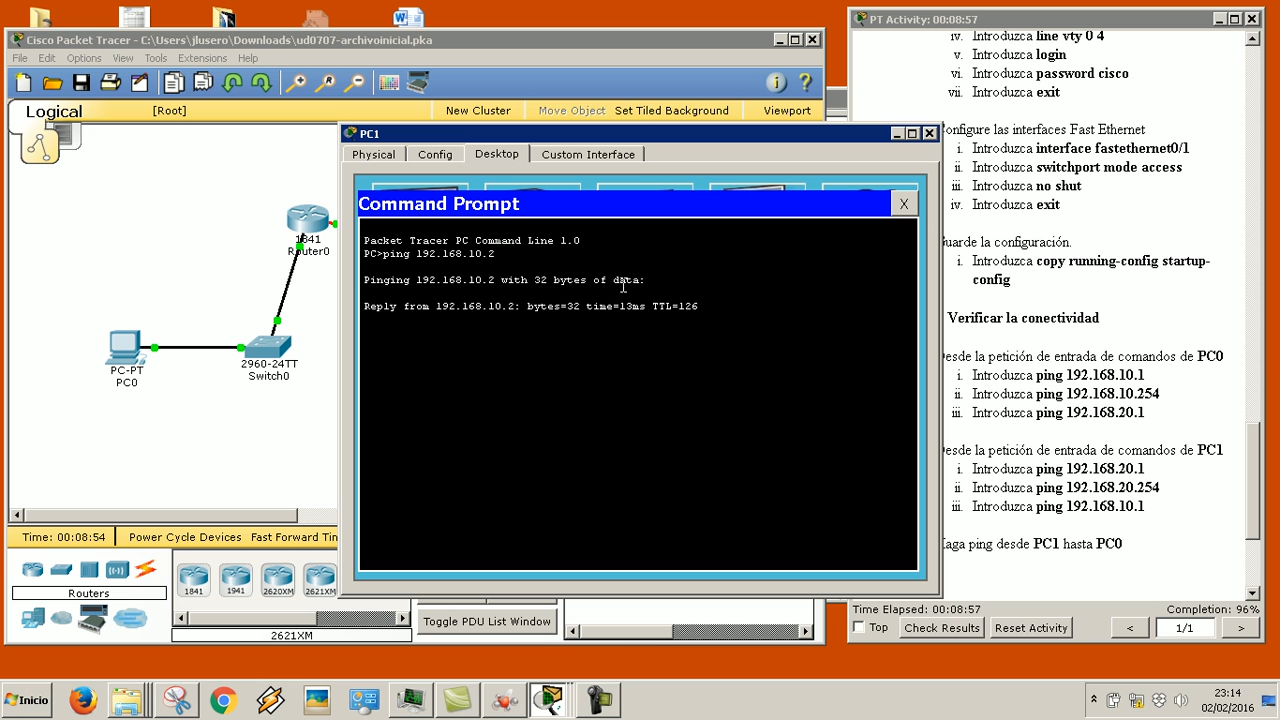 Cisco Packet Tracer - C:\Users\jlusero\Downloads\ud0707-archivoinicial.pka
File Edit Options View Tools Extensions Help
Logical [Root] New Cluster Move Object Set Tiled Background Viewport
1841
Router0
PC-PT
PC0
2960-24TT
Switch0
Time: 00:08:54 Power Cycle Devices Fast Forward Tim
Routers
1841 1941 2620XM 2621XM
2621XM
Toggle PDU List Window
PC1
Physical Config Desktop Custom Interface
Command Prompt X
Packet Tracer PC Command Line 1.0
PC>ping 192.168.10.2
Pinging 192.168.10.2 with 32 bytes of data:
Reply from 192.168.10.2: bytes=32 time=13ms TTL=126
PT Activity: 00:08:57
iv. Introduzca line vty 0 4
v. Introduzca login
vi. Introduzca password cisco
vii. Introduzca exit
onfigure las interfaces Fast Ethernet
i. Introduzca interface fastethernet0/1
ii. Introduzca switchport mode access
iii. Introduzca no shut
iv. Introduzca exit
uarde la configuración.
i. Introduzca copy running-config startup-
config
Verificar la conectividad
esde la petición de entrada de comandos de PC0
i. Introduzca ping 192.168.10.1
ii. Introduzca ping 192.168.10.254
iii. Introduzca ping 192.168.20.1
esde la petición de entrada de comandos de PC1
i. Introduzca ping 192.168.20.1
ii. Introduzca ping 192.168.20.254
iii. Introduzca ping 192.168.10.1
aga ping desde PC1 hasta PC0
Time Elapsed: 00:08:57 Completion: 96%
Top Check Results Reset Activity < 1/1 >
Inicio
23:14
02/02/2016